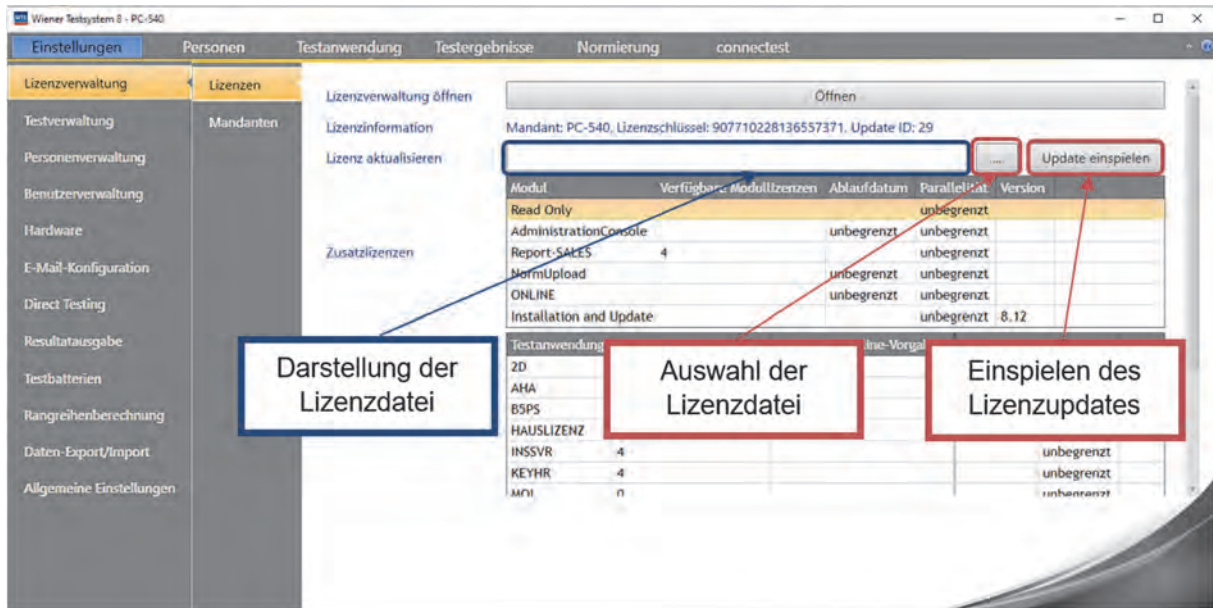 Wiener Testsystem 8 - PC-540
Einstellungen Personen Testanwendung Testergebnisse Normierung connectest
Lizenzverwaltung
Testverwaltung
Personenverwaltung
Benutzerverwaltung
Hardware
E-Mail-Konfiguration
Direct Testing
Resultatausgabe
Testbatterien
Rangreihenberechnung
Daten-Export/Import
Allgemeine Einstellungen
Lizenzen
Mandanten
Lizenzverwaltung öffnen Öffnen
Lizenzinformation Mandant: PC-540, Lizenzschlüssel: 907710228136557371, Update ID: 29
Lizenz aktualisieren .... Update einspielen
Zusatzlizenzen
Modul Verfügbare Modullizenzen Ablaufdatum Parallelität Version
Read Only unbegrenzt
AdministrationConsole unbegrenzt unbegrenzt
Report-SALES 4 unbegrenzt
NormUpload unbegrenzt unbegrenzt
ONLINE unbegrenzt unbegrenzt
Installation and Update unbegrenzt 8.12
Testanwendung
2D
AHA
B5PS
HAUSLIZENZ
INSSVR 4 unbegrenzt
KEYHR 4 unbegrenzt
MOI 0 unbegrenzt
Darstellung der
Lizenzdatei
Auswahl der
Lizenzdatei
Einspielen des
Lizenzupdates